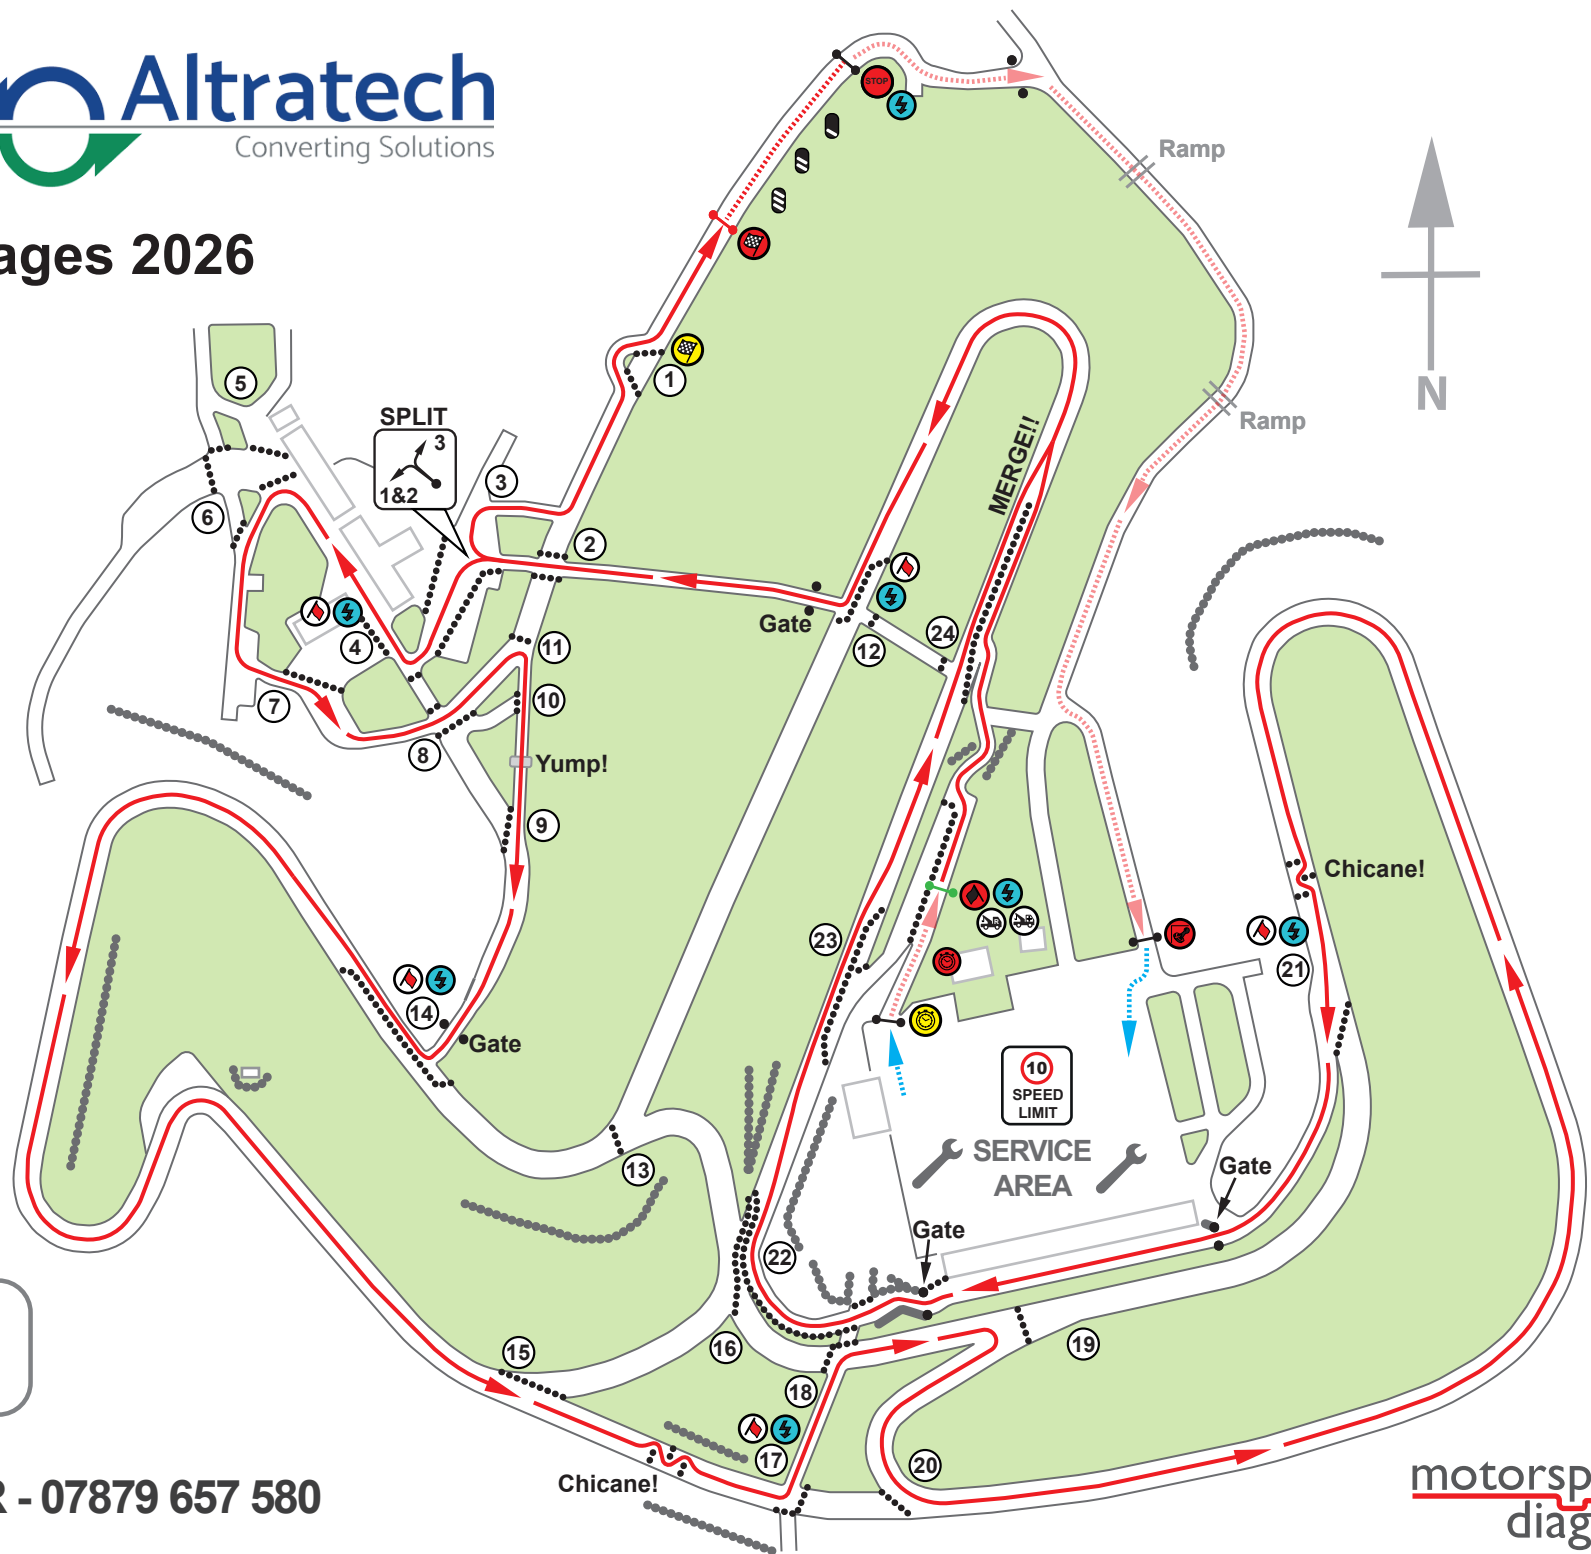 Altratech
Converting Solutions
ages 2026
STOP
Ramp
N
Ramp
5
SPLIT
3
1&2
1
3
2
6
MERGE!!
Gate
12
24
4
11
10
7
8
Yump!
9
Chicane!
23
21
14
Gate
10
SPEED
LIMIT
SERVICE
AREA
13
Gate
Gate
22
16
15
19
18
17
20
Chicane!
R - 07879 657 580
motorsp
diag